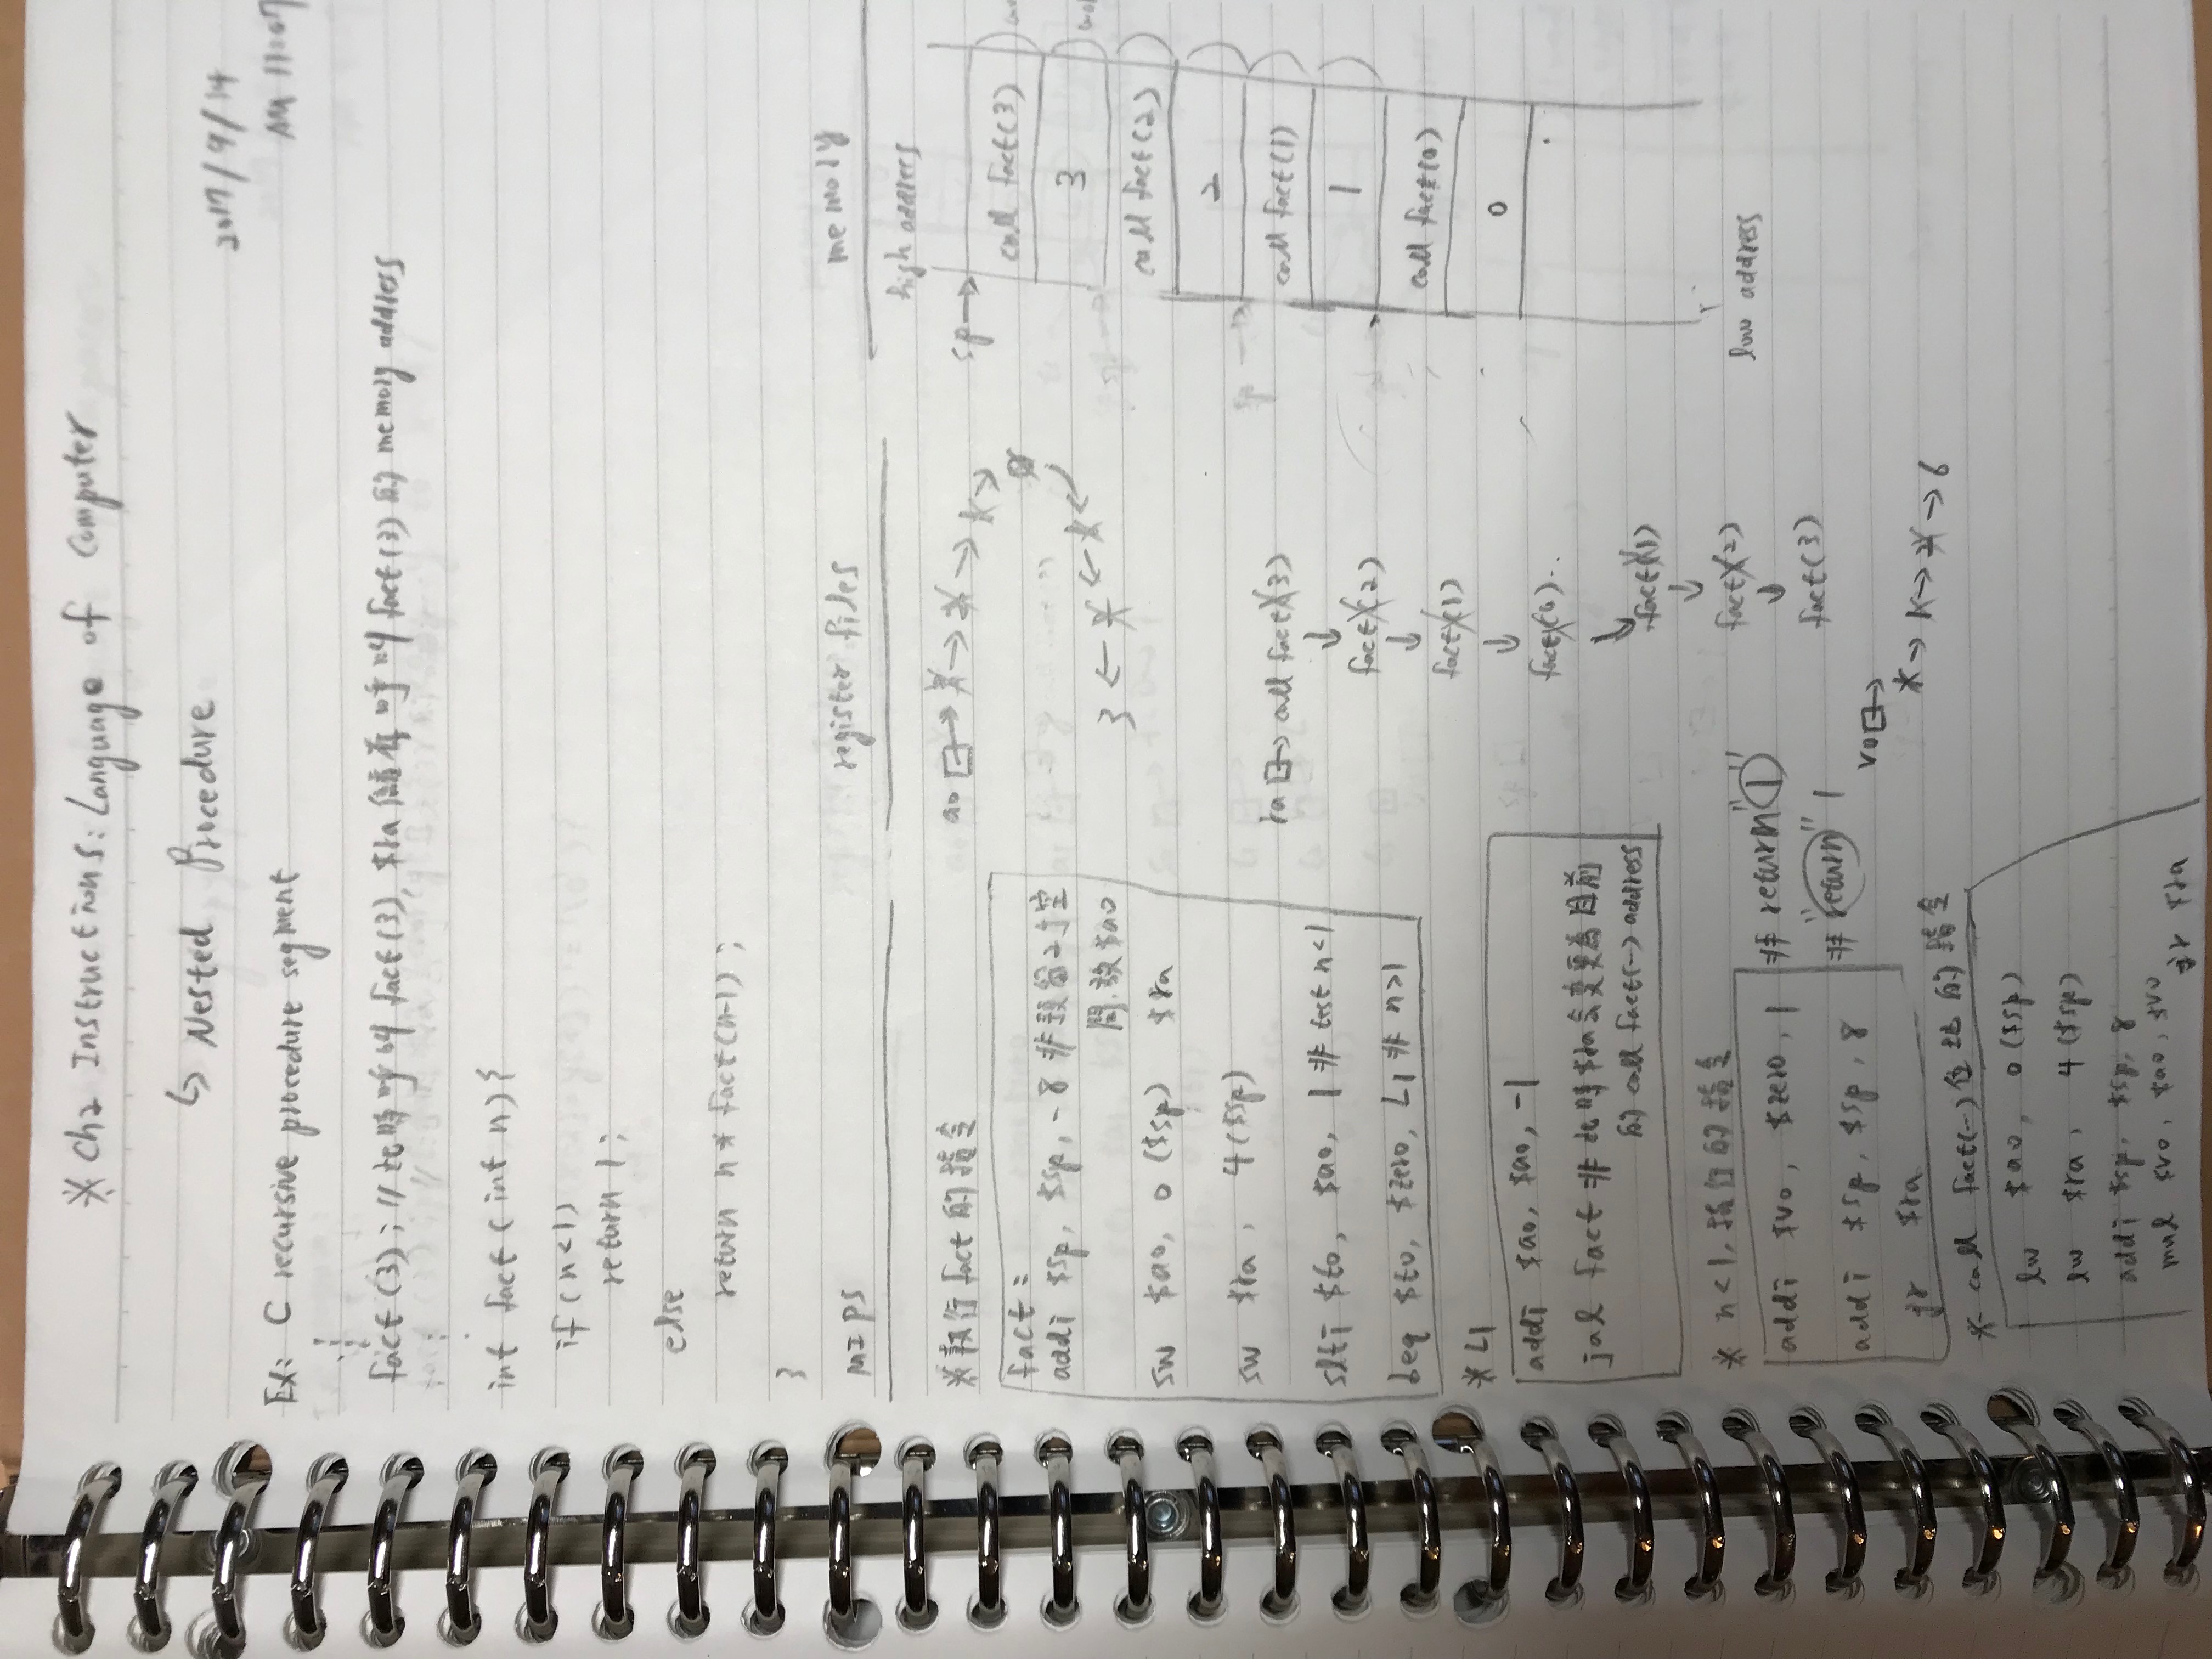 ※ Ch2 Instructions: Language of Computer
↳ Nested Procedure
2017/9/14
AM 11:07
Ex: C recursive procedure segment
fact(3); // 此時呼叫 fact(3), $ra 儲存呼叫 fact(3) 的 memory address
int fact(int n){
if(n<1)
return 1;
else
return n * fact(n-1);
}
MIPS
register files
memory
high address
※執行fact的指令
fact:
addi $sp, $sp, -8 # 預留2个空
間,放$a0
sw $a0, 0($sp) $ra
sw $ra, 4($sp)
slti $t0, $a0, 1 # test n<1
beq $t0, $zero, L1 # n>1
※ L1
addi $a0, $a0, -1
jal fact # 此時$ra會變更為目前
的 call fact(…) address
※ n<1, 執行的指令
addi $v0, $zero, 1 # return "1"
addi $sp, $sp, 8 # "return" 1
jr $ra
※ call fact(…) 位址的指令
lw $a0, 0($sp)
lw $ra, 4($sp)
addi $sp, $sp, 8
mul $v0, $a0, $v0
jr $ra
a0 → 3 → 2 → 1 →
0
3 ← 2 ← 1 ←
ra → call fact(3)
↓
fact(2)
↓
fact(1)
↓
fact(0)..
↓
fact(1)
↓
fact(2)
↓
fact(3)
v0 →
1 → 1 → 2 → 6
sp →
call fact(3)
3
call fact(2)
2
call fact(1)
1
call fact(0)
0
low address